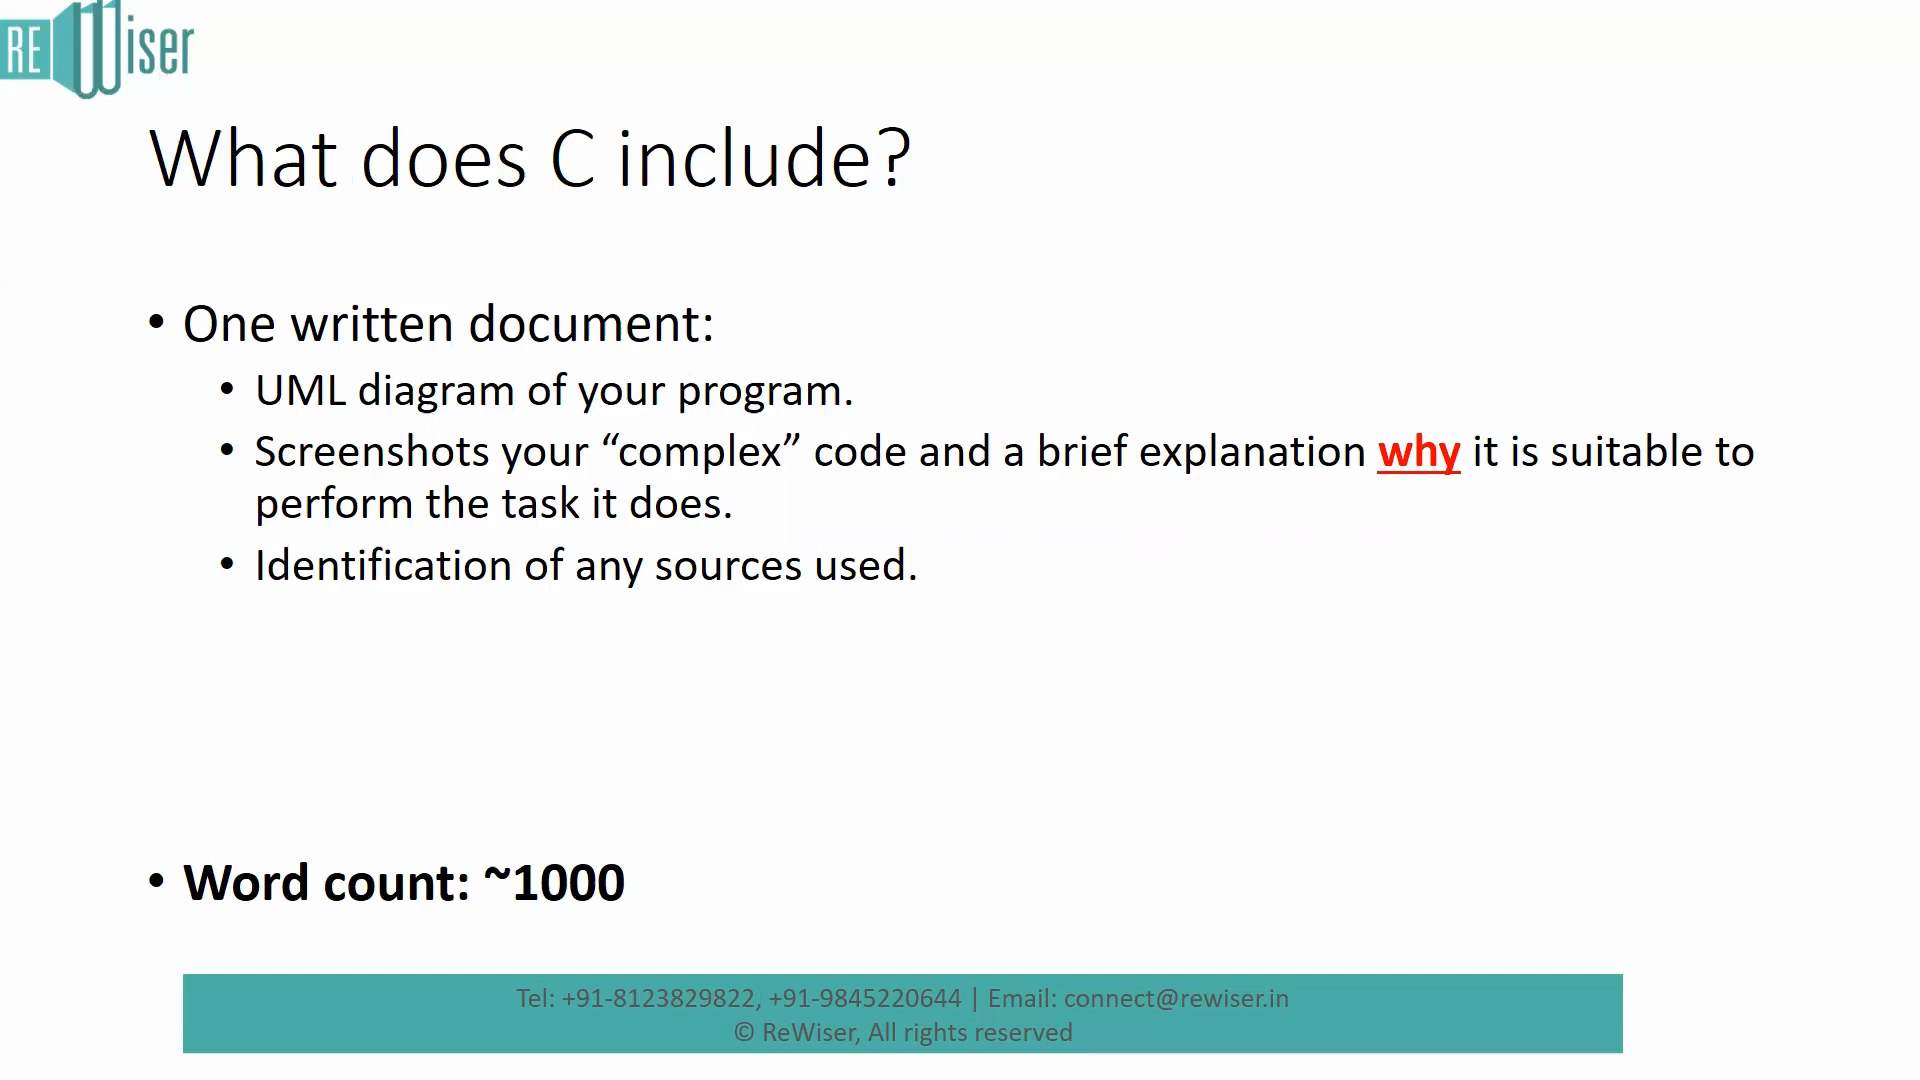 REWiser
What does C include?
• One written document:
• UML diagram of your program.
• Screenshots your “complex” code and a brief explanation why it is suitable to
perform the task it does.
• Identification of any sources used.
• Word count: ~1000
Tel: +91-8123829822, +91-9845220644 | Email: connect@rewiser.in
© ReWiser, All rights reserved